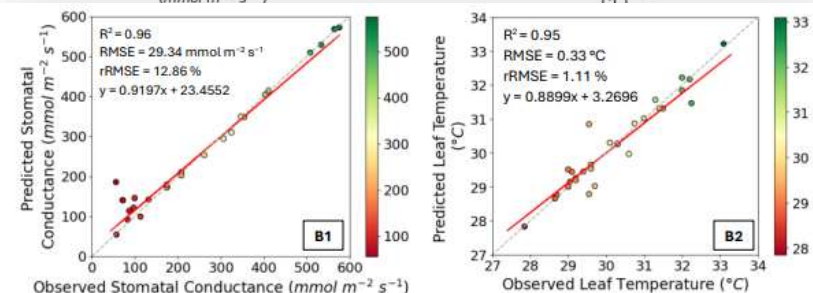 R² = 0.96
RMSE = 29.34 mmol m⁻² s⁻¹
rRMSE = 12.86 %
y = 0.9197x + 23.4552
Predicted Stomatal
Conductance (mmol m⁻² s⁻¹)
600
500
400
300
200
100
0
0 100 200 300 400 500 600
Observed Stomatal Conductance (mmol m⁻² s⁻¹)
B1
500
400
300
200
100
R² = 0.95
RMSE = 0.33 °C
rRMSE = 1.11 %
y = 0.8899x + 3.2696
Predicted Leaf Temperature
(°C)
34
33
32
31
30
29
28
27
27 28 29 30 31 32 33 34
Observed Leaf Temperature (°C)
B2
33
32
31
30
29
28